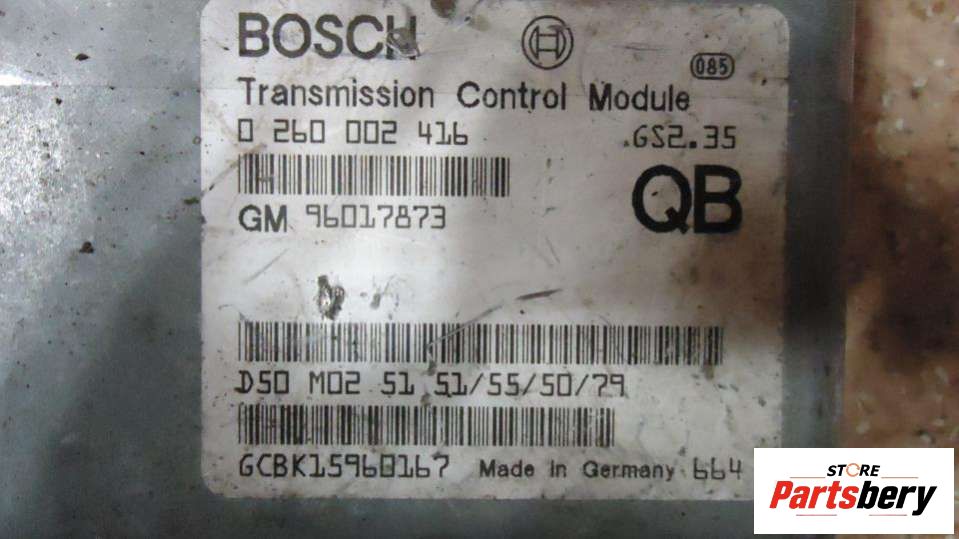 BOSCH
085
Transmission Control Module
0 260 002 416 GS2.35
QB
GM 96017873
D50 M02 51 51/55/50/79
GCBK15960167 Made in Germany 664
STORE
Partsbery